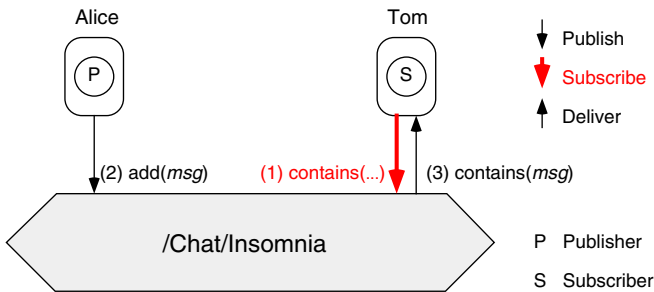 Alice
Tom
P
S
Publish
Subscribe
Deliver
(2) add(msg)
(1) contains(...)
(3) contains(msg)
/Chat/Insomnia
P Publisher
S Subscriber